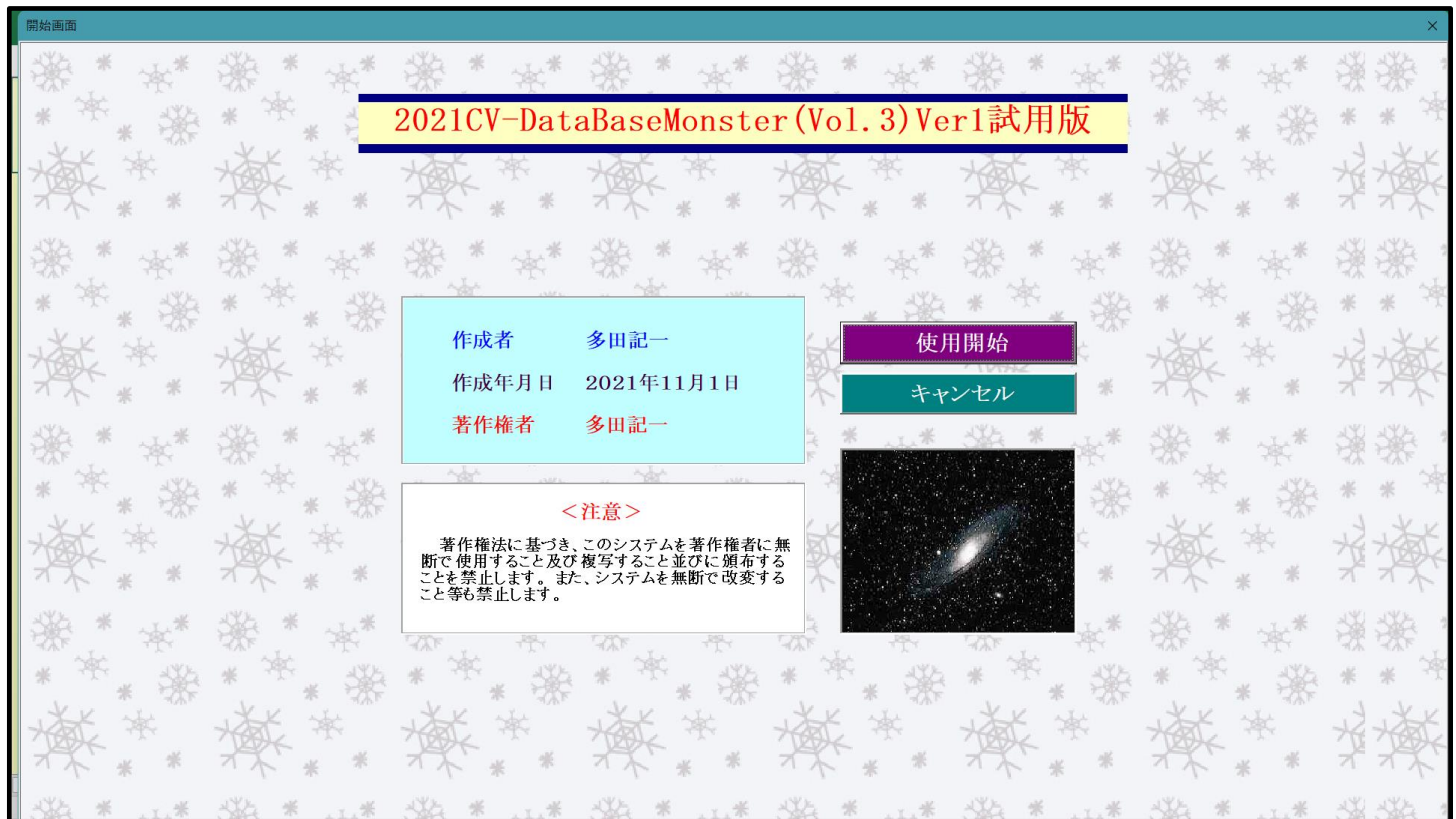 開始画面
2021CV-DataBaseMonster(Vol.3)Ver1試用版
作成者 多田記一
作成年月日 2021年11月1日
著作権者 多田記一
使用開始
キャンセル
＜注意＞
著作権法に基づき、このシステムを著作権者に無
断で使用すること及び複写すること並びに頒布する
ことを禁止します。また、システムを無断で改変する
こと等も禁止します。